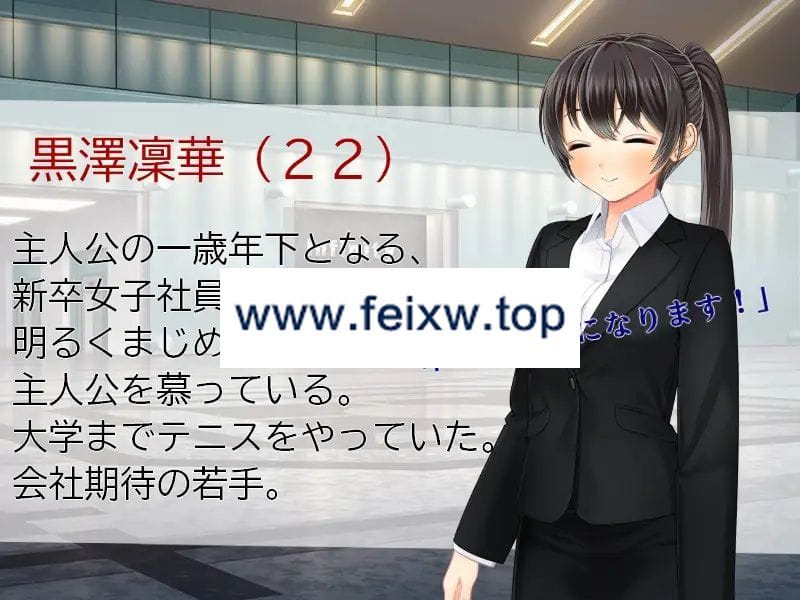 黒澤凜華（２２）
主人公の一歳年下となる、
新卒女子社員
明るくまじめ
主人公を慕っている。
大学までテニスをやっていた。
会社期待の若手。
www.feixw.top
になります！」